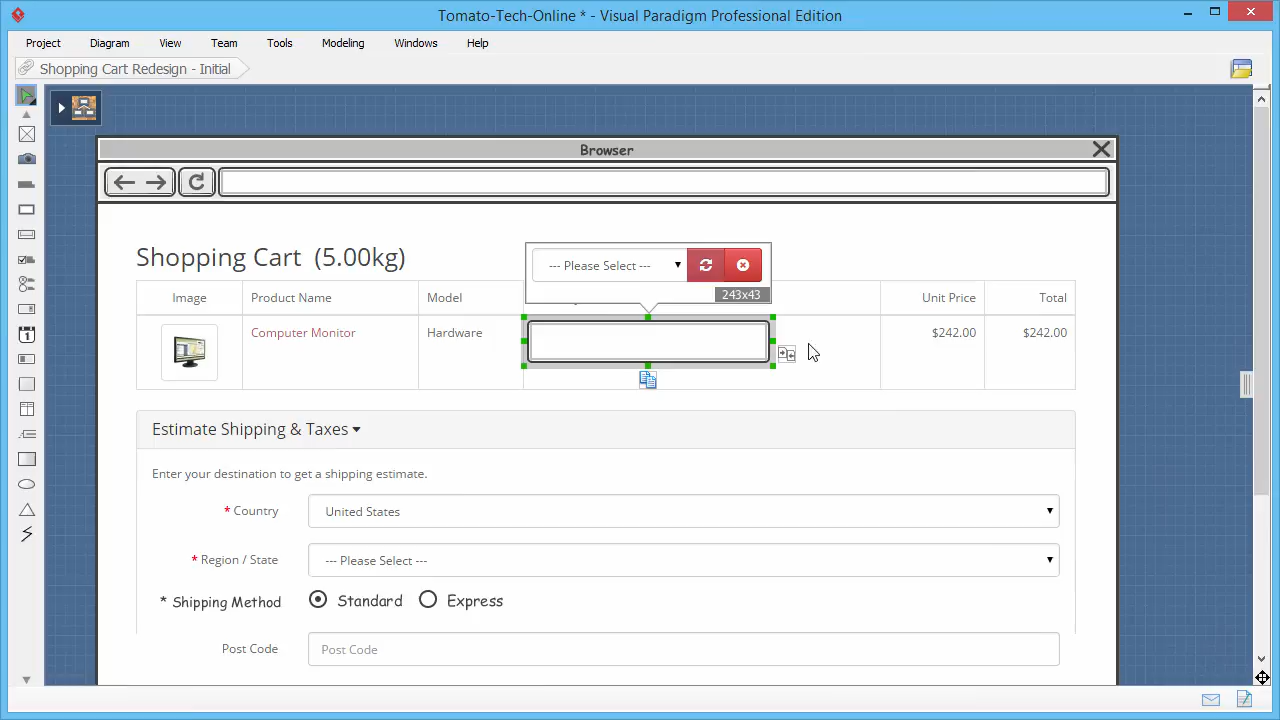 Tomato-Tech-Online * - Visual Paradigm Professional Edition
Project Diagram View Team Tools Modeling Windows Help
Shopping Cart Redesign - Initial
Browser
Shopping Cart (5.00kg)
--- Please Select ---
243x43
Image Product Name Model Unit Price Total
Computer Monitor Hardware $242.00 $242.00
Estimate Shipping & Taxes
Enter your destination to get a shipping estimate.
* Country United States
* Region / State --- Please Select ---
* Shipping Method Standard Express
Post Code Post Code